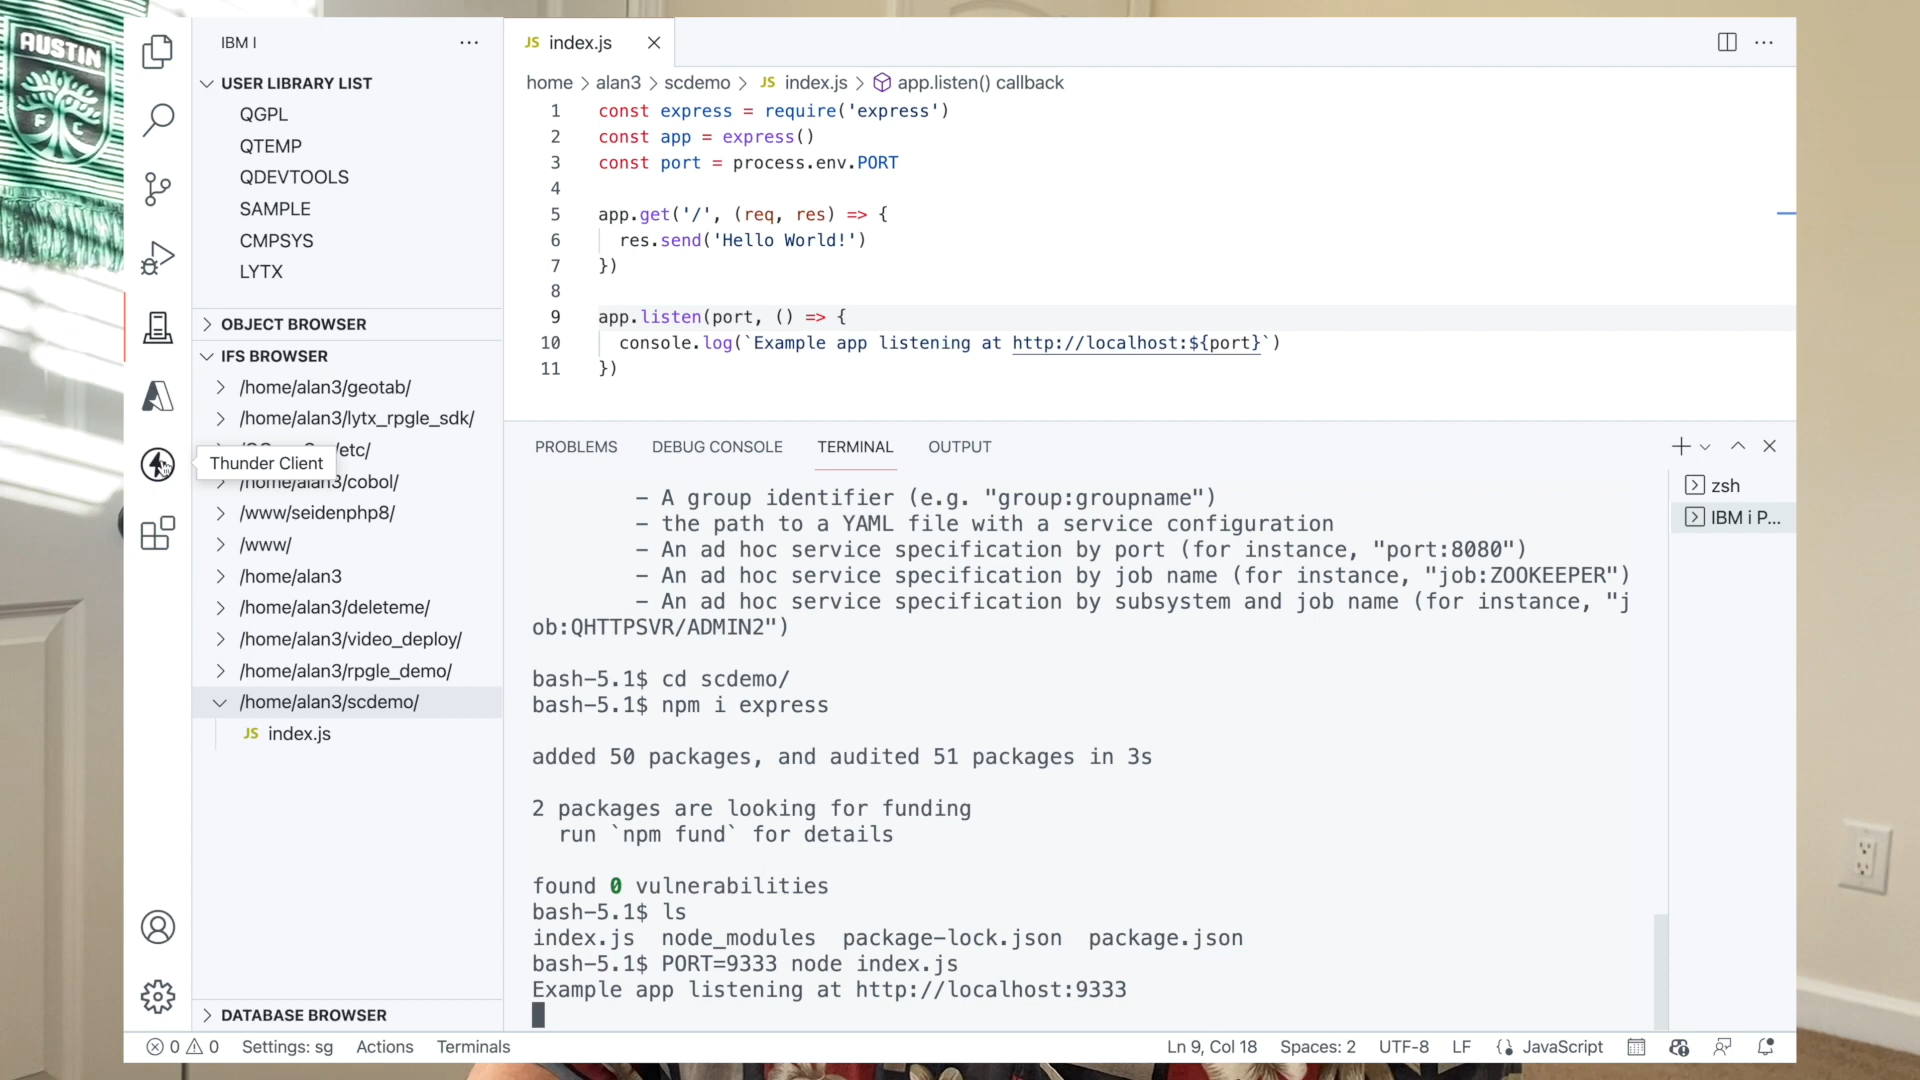 AUSTIN
F C
IBM I
USER LIBRARY LIST
QGPL
QTEMP
QDEVTOOLS
SAMPLE
CMPSYS
LYTX
OBJECT BROWSER
IFS BROWSER
/home/alan3/geotab/
/home/alan3/lytx_rpgle_sdk/
/etc/
Thunder Client
/home/alan3/cobol/
/www/seidenphp8/
/www/
/home/alan3
/home/alan3/deleteme/
/home/alan3/video_deploy/
/home/alan3/rpgle_demo/
/home/alan3/scdemo/
JS index.js
DATABASE BROWSER
JS index.js
home > alan3 > scdemo > JS index.js > app.listen() callback
1 const express = require('express')
2 const app = express()
3 const port = process.env.PORT
4
5 app.get('/', (req, res) => {
6 res.send('Hello World!')
7 })
8
9 app.listen(port, () => {
10 console.log(`Example app listening at http://localhost:${port}`)
11 })
PROBLEMS DEBUG CONSOLE TERMINAL OUTPUT
zsh
IBM i P...
- A group identifier (e.g. "group:groupname")
- the path to a YAML file with a service configuration
- An ad hoc service specification by port (for instance, "port:8080")
- An ad hoc service specification by job name (for instance, "job:ZOOKEEPER")
- An ad hoc service specification by subsystem and job name (for instance, "j
ob:QHTTPSVR/ADMIN2")
bash-5.1$ cd scdemo/
bash-5.1$ npm i express
added 50 packages, and audited 51 packages in 3s
2 packages are looking for funding
run `npm fund` for details
found 0 vulnerabilities
bash-5.1$ ls
index.js node_modules package-lock.json package.json
bash-5.1$ PORT=9333 node index.js
Example app listening at http://localhost:9333
0 0 Settings: sg Actions Terminals Ln 9, Col 18 Spaces: 2 UTF-8 LF JavaScript